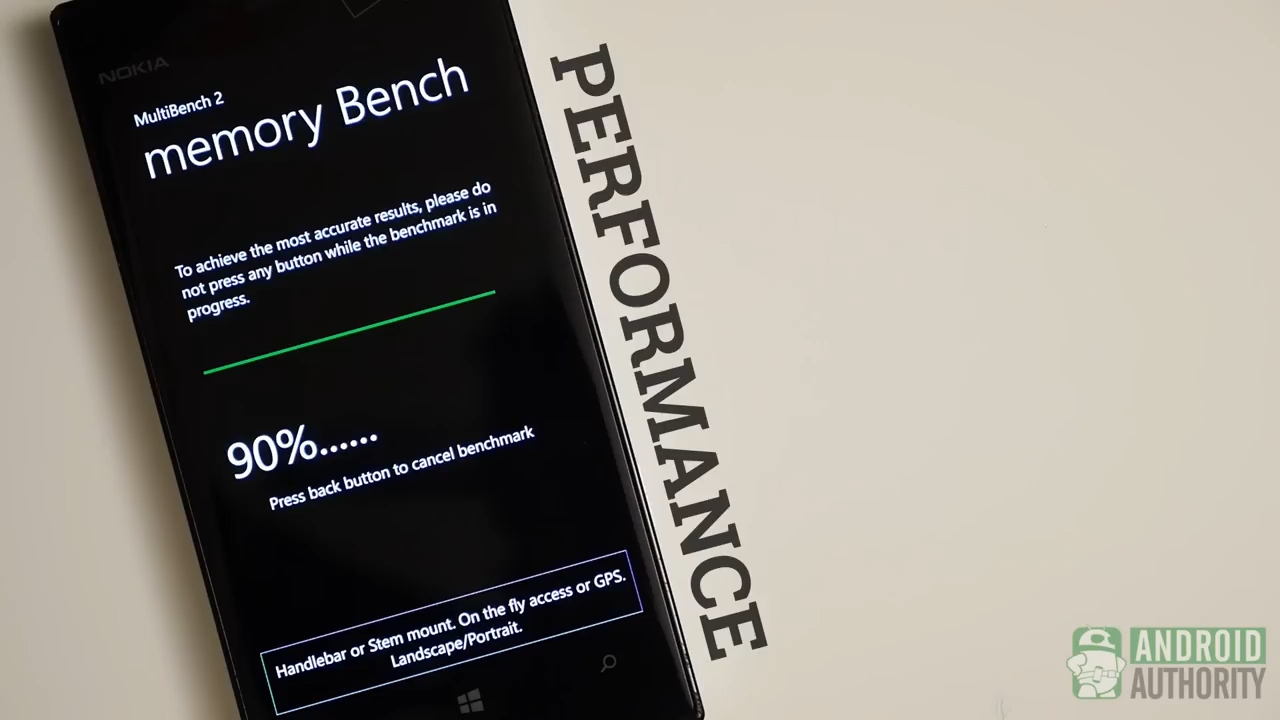 NOKIA
MultiBench 2
memory Bench
To achieve the most accurate results, please do
not press any button while the benchmark is in
progress.
90%......
Press back button to cancel benchmark
Handlebar or Stem mount. On the fly access or GPS.
Landscape/Portrait.
PERFORMANCE
ANDROID
AUTHORITY